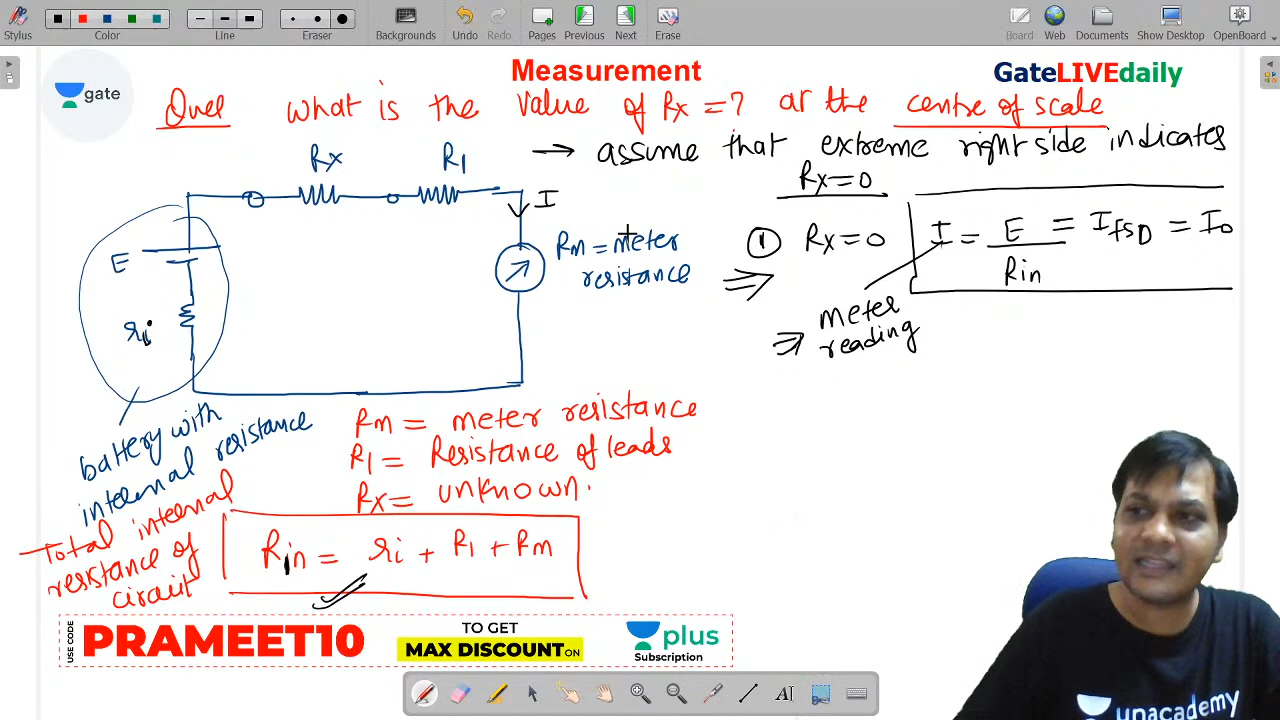 Stylus
Color
Line
Eraser
Backgrounds
Undo
Redo
Pages
Previous
Next
Erase
Board
Web
Documents
Show Desktop
OpenBoard
gate
Measurement
GateLIVEdaily
Ques What is the value of Rx = ? at the centre of scale
→ assume that extreme right side indicates
Rx = 0
Rx
R1
I
E
ri
Rm = meter
resistance
① Rx = 0
I = E / Rin = IFSD = I0
⇒ meter
reading
battery with
internal resistance
Rm = meter resistance
R1 = Resistance of leads
Rx = unknown.
Total internal
resistance of
circuit
Rin = ri + R1 + Rm
USE CODE
PRAMEET10
TO GET
MAX DISCOUNT ON
plus
Subscription
unacademy